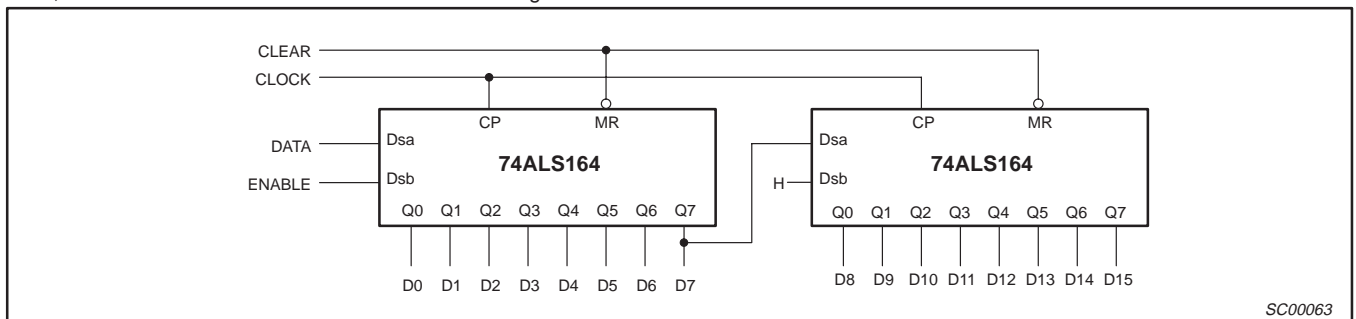 CLEAR
CLOCK
CP MR CP MR
DATA Dsa Dsa
74ALS164 74ALS164
ENABLE Dsb H Dsb
Q0 Q1 Q2 Q3 Q4 Q5 Q6 Q7 Q0 Q1 Q2 Q3 Q4 Q5 Q6 Q7
D0 D1 D2 D3 D4 D5 D6 D7 D8 D9 D10 D11 D12 D13 D14 D15
SC00063